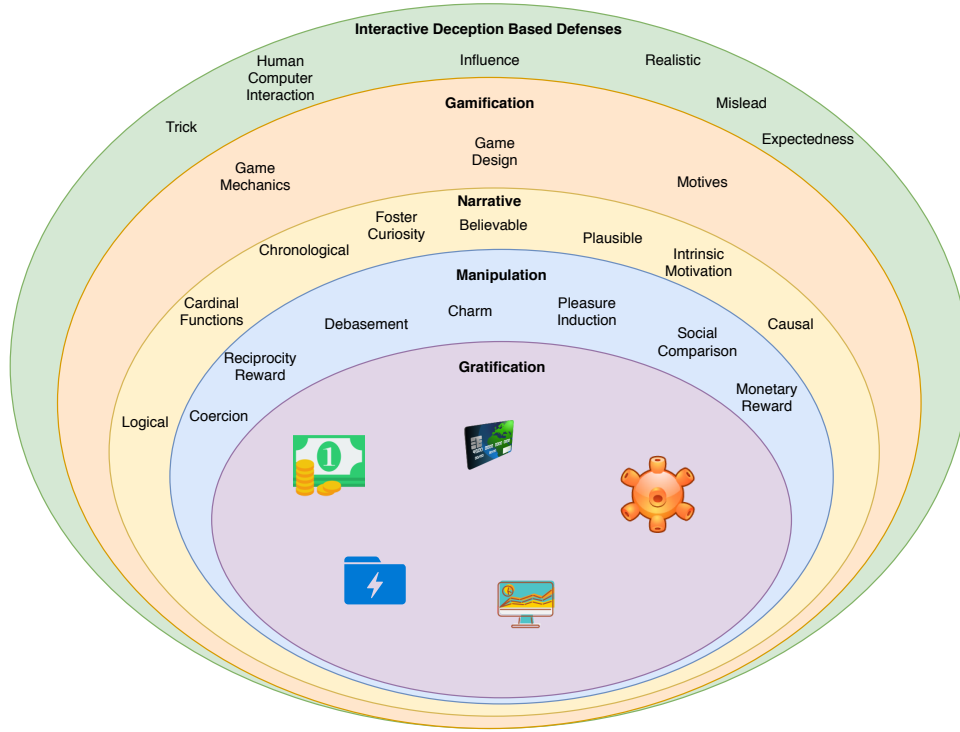 Interactive Deception Based Defenses
Human
Computer
Interaction
Influence
Realistic
Trick
Mislead
Expectedness
Gamification
Game
Mechanics
Game
Design
Motives
Narrative
Chronological
Foster
Curiosity
Believable
Plausible
Intrinsic
Motivation
Cardinal
Functions
Causal
Logical
Manipulation
Debasement
Charm
Pleasure
Induction
Social
Comparison
Reciprocity
Reward
Coercion
Monetary
Reward
Gratification
1